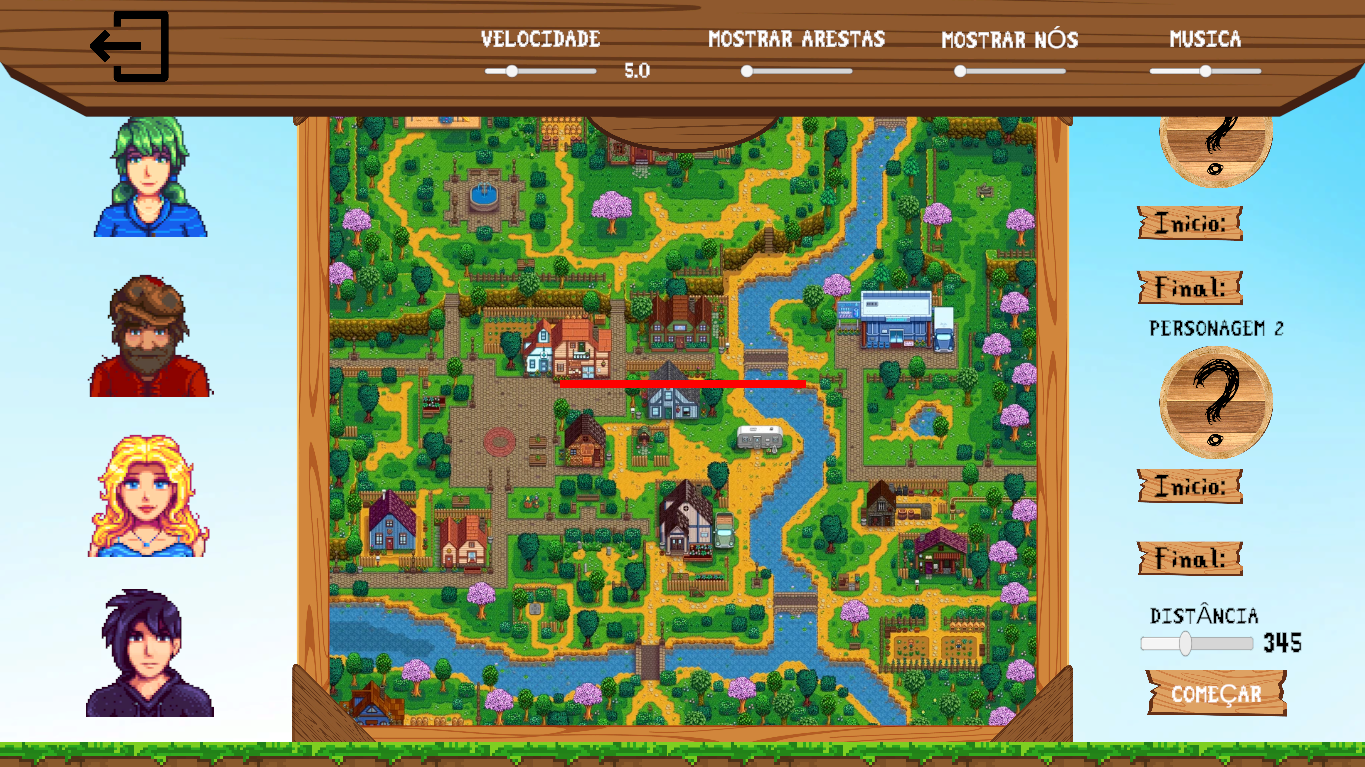 VELOCIDADE
5.0
MOSTRAR ARESTAS
MOSTRAR NÓS
MUSICA
?
Inicio:
Final:
PERSONAGEM 2
?
Inicio:
Final:
DISTÂNCIA
345
COMEÇAR